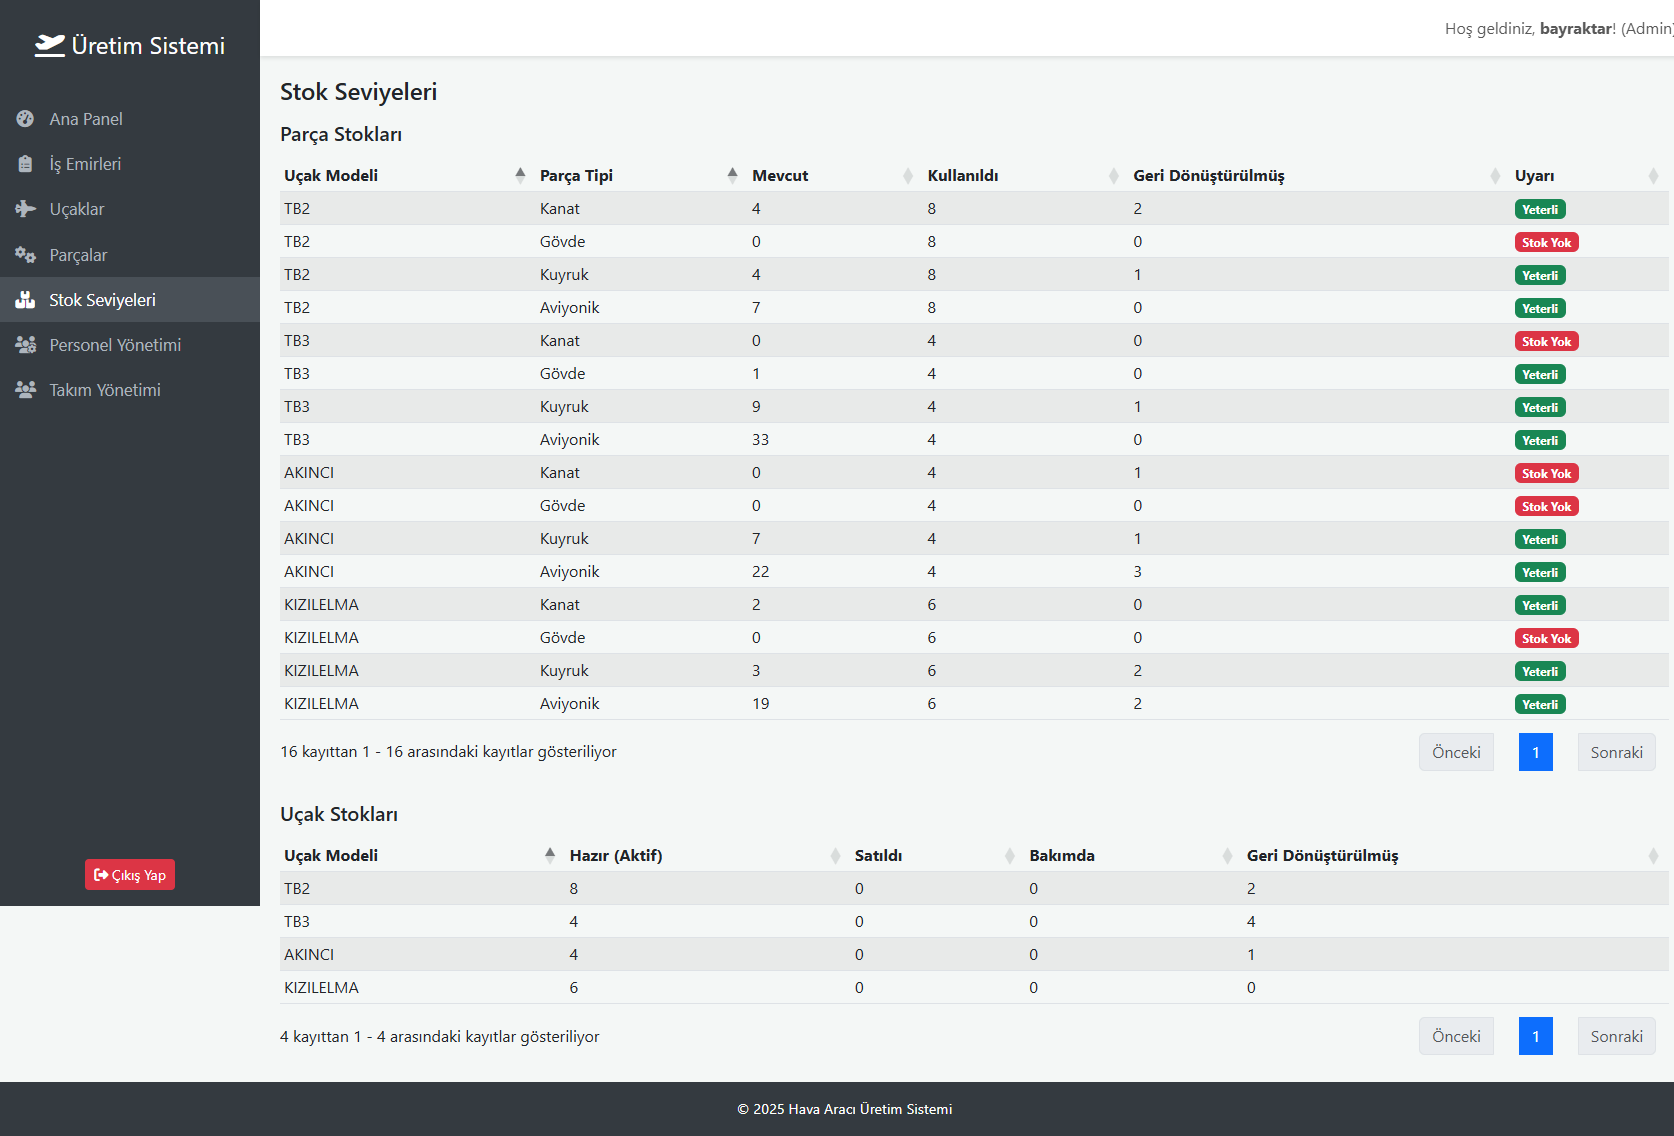 Üretim Sistemi
Hoş geldiniz, bayraktar! (Admin)
Ana Panel
İş Emirleri
Uçaklar
Parçalar
Stok Seviyeleri
Personel Yönetimi
Takım Yönetimi
Çıkış Yap
Stok Seviyeleri
Parça Stokları
Uçak Modeli Parça Tipi Mevcut Kullanıldı Geri Dönüştürülmüş Uyarı
TB2 Kanat 4 8 2 Yeterli
TB2 Gövde 0 8 0 Stok Yok
TB2 Kuyruk 4 8 1 Yeterli
TB2 Aviyonik 7 8 0 Yeterli
TB3 Kanat 0 4 0 Stok Yok
TB3 Gövde 1 4 0 Yeterli
TB3 Kuyruk 9 4 1 Yeterli
TB3 Aviyonik 33 4 0 Yeterli
AKINCI Kanat 0 4 1 Stok Yok
AKINCI Gövde 0 4 0 Stok Yok
AKINCI Kuyruk 7 4 1 Yeterli
AKINCI Aviyonik 22 4 3 Yeterli
KIZILELMA Kanat 2 6 0 Yeterli
KIZILELMA Gövde 0 6 0 Stok Yok
KIZILELMA Kuyruk 3 6 2 Yeterli
KIZILELMA Aviyonik 19 6 2 Yeterli
16 kayıttan 1 - 16 arasındaki kayıtlar gösteriliyor
Önceki 1 Sonraki
Uçak Stokları
Uçak Modeli Hazır (Aktif) Satıldı Bakımda Geri Dönüştürülmüş
TB2 8 0 0 2
TB3 4 0 0 4
AKINCI 4 0 0 1
KIZILELMA 6 0 0 0
4 kayıttan 1 - 4 arasındaki kayıtlar gösteriliyor
Önceki 1 Sonraki
© 2025 Hava Aracı Üretim Sistemi